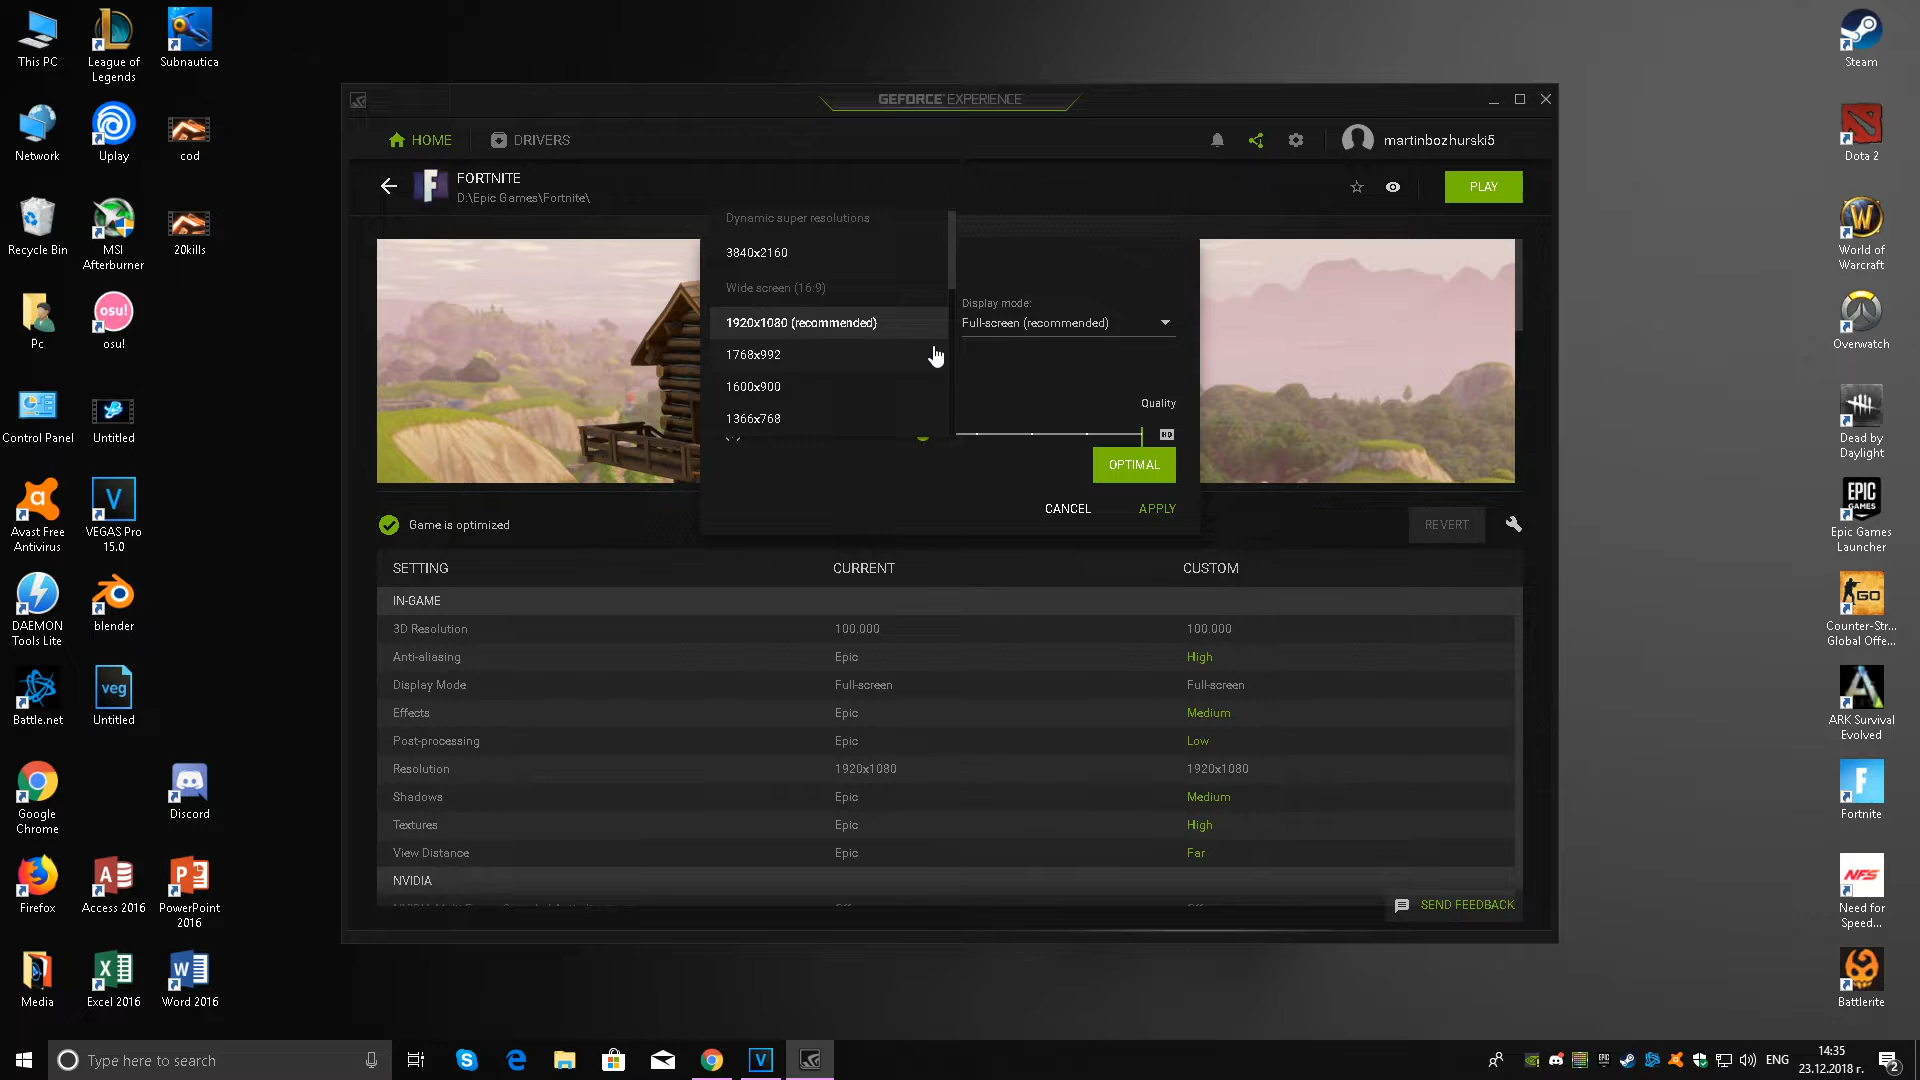 This PC
League of
Legends
Subnautica
Network
Uplay
cod
Recycle Bin
MSI
Afterburner
20kills
Pc
osu!
osu!
Control Panel
Untitled
Avast Free
Antivirus
VEGAS Pro
15.0
DAEMON
Tools Lite
blender
Battle.net
veg
Untitled
Google
Chrome
Discord
Firefox
Access 2016
PowerPoint
2016
Media
Excel 2016
Word 2016
GEFORCE EXPERIENCE
HOME
DRIVERS
martinbozhurski5
FORTNITE
D:\Epic Games\Fortnite\
PLAY
Dynamic super resolutions
3840x2160
Wide screen (16:9)
1920x1080 (recommended)
1768x992
1600x900
1366x768
Display mode:
Full-screen (recommended)
Quality
HD
OPTIMAL
CANCEL
APPLY
Game is optimized
REVERT
SETTING CURRENT CUSTOM
IN-GAME
3D Resolution 100.000 100.000
Anti-aliasing Epic High
Display Mode Full-screen Full-screen
Effects Epic Medium
Post-processing Epic Low
Resolution 1920x1080 1920x1080
Shadows Epic Medium
Textures Epic High
View Distance Epic Far
NVIDIA
SEND FEEDBACK
Steam
Dota 2
World of
Warcraft
Overwatch
Dead by
Daylight
EPIC
GAMES
Epic Games
Launcher
GO
Counter-Str...
Global Offe...
ARK Survival
Evolved
Fortnite
NFS
Need for
Speed...
Battlerite
Type here to search
ENG
14:35
23.12.2018 г.
2